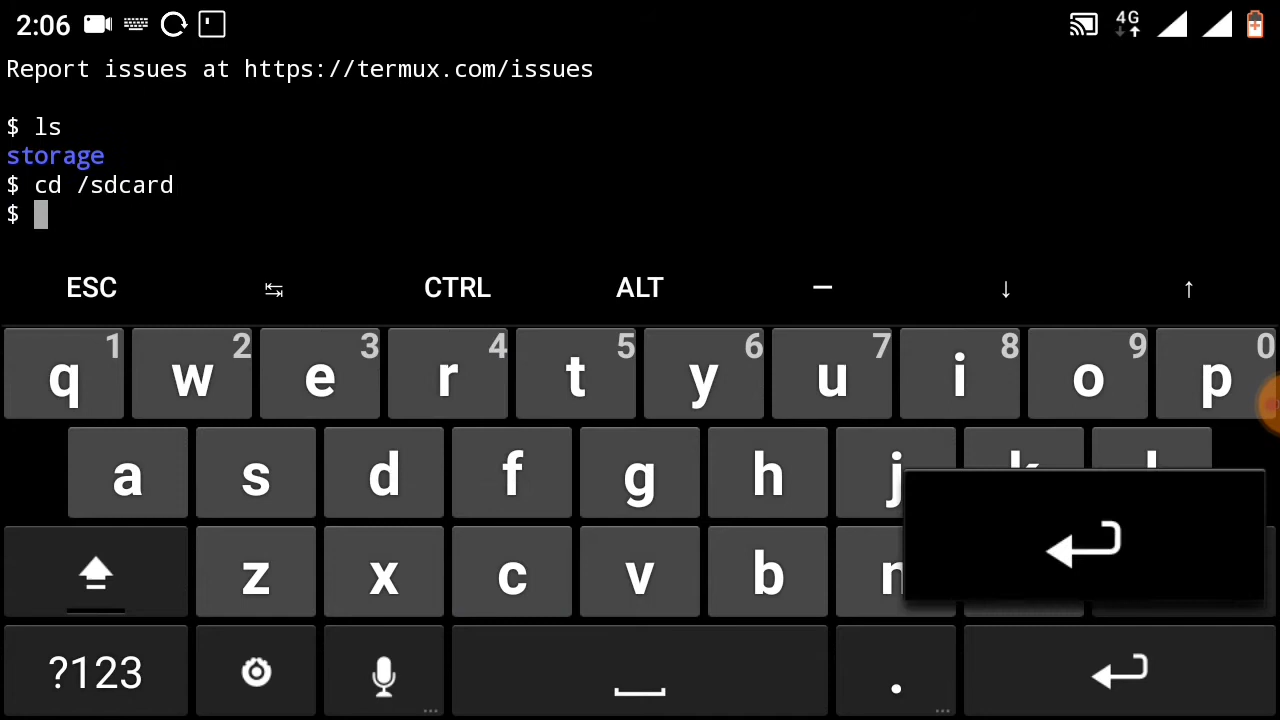 2:06
4G
Report issues at https://termux.com/issues
$ ls
storage
$ cd /sdcard
$
ESC ↹ CTRL ALT — ↓ ↑
q 1 w 2 e 3 r 4 t 5 y 6 u 7 i 8 o 9 p 0
a s d f g h j k l
z x c v b n
?123 . ...